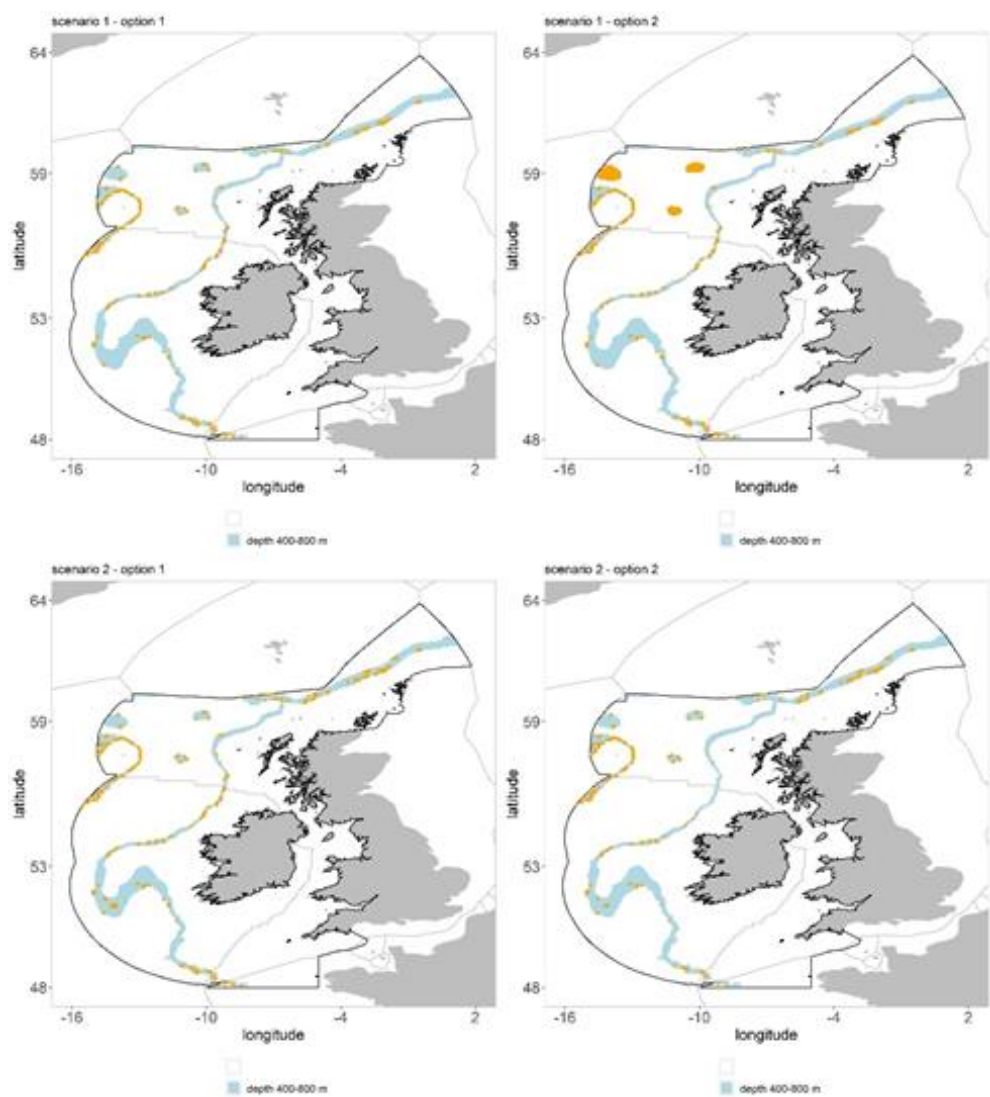 scenario 1 - option 1
64
59
53
48
latitude
-16 -10 -4 2
longitude
depth 400-800 m
scenario 1 - option 2
64
59
53
48
latitude
-16 -10 -4 2
longitude
depth 400-800 m
scenario 2 - option 1
64
59
53
48
latitude
-16 -10 -4 2
longitude
depth 400-800 m
scenario 2 - option 2
64
59
53
48
latitude
-16 -10 -4 2
longitude
depth 400-800 m